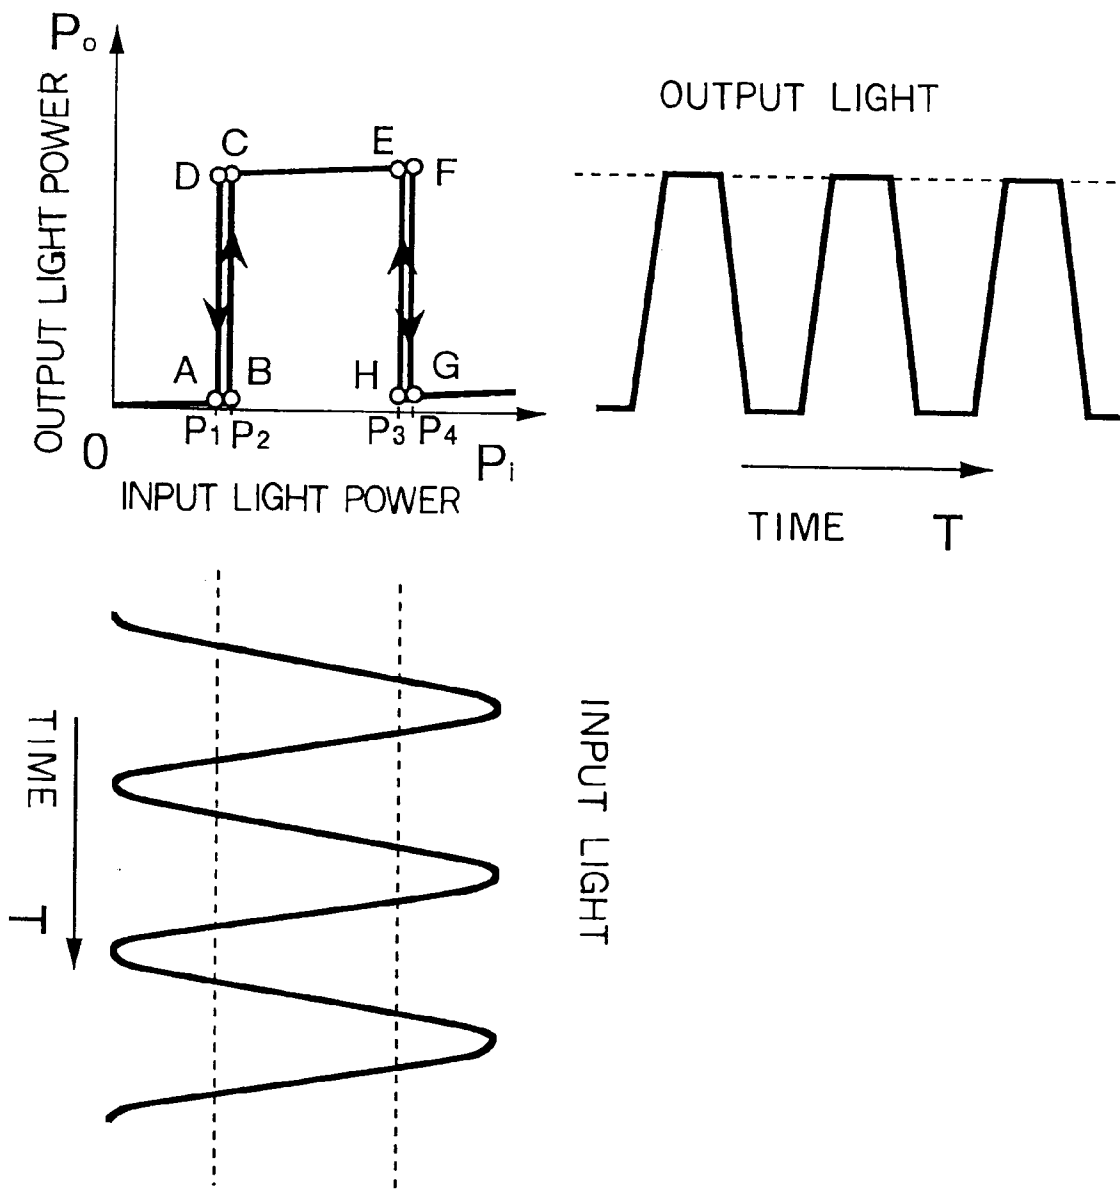 Po
OUTPUT LIGHT POWER
D C E F
A B H G
P1 P2 P3 P4
0
Pi
INPUT LIGHT POWER
OUTPUT LIGHT
TIME T
TIME T
INPUT LIGHT